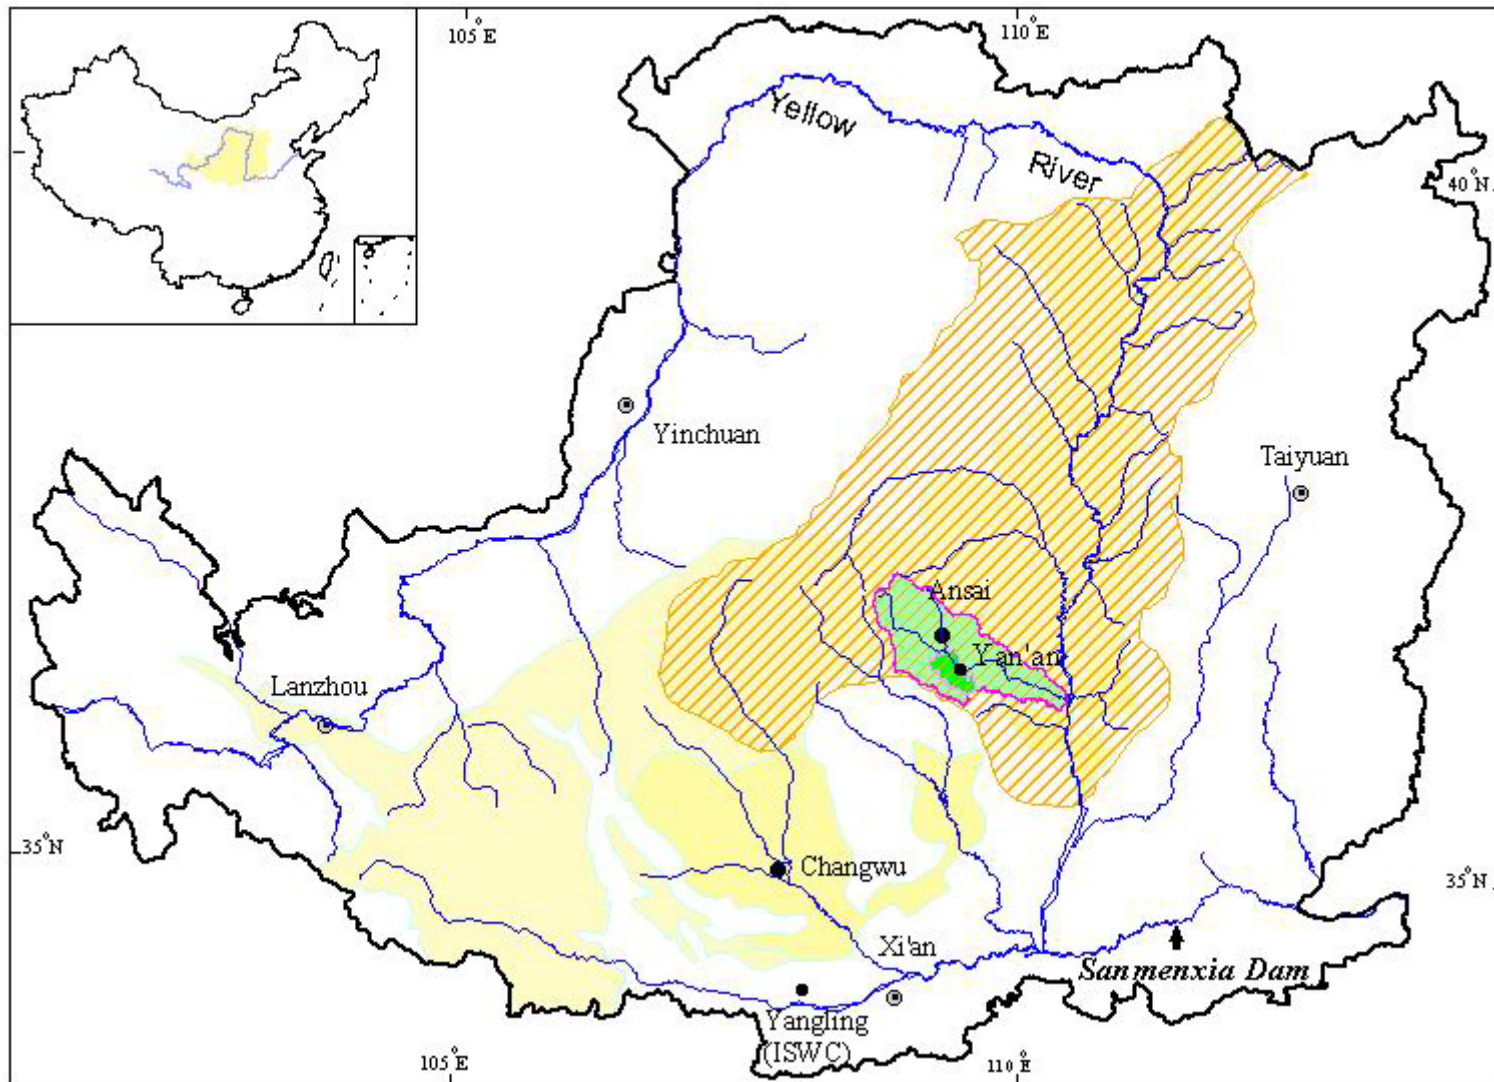 105°E
110°E
Yellow
River
40°N
Yinchuan
Taiyuan
Ansai
Yan'an
Lanzhou
35°N
Changwu
35°N
Xi'an
Sanmenxia Dam
Yangling
(ISWC)
105°E
110°E